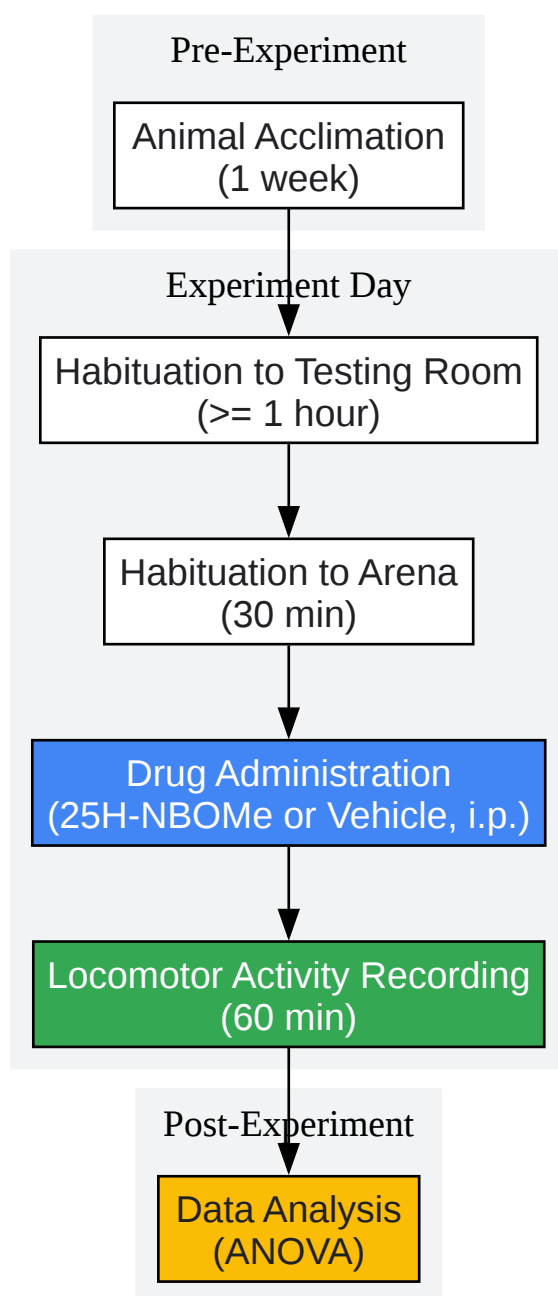 Pre-Experiment
Animal Acclimation
(1 week)
Experiment Day
Habituation to Testing Room
(>= 1 hour)
Habituation to Arena
(30 min)
Drug Administration
(25H-NBOMe or Vehicle, i.p.)
Locomotor Activity Recording
(60 min)
Post-Experiment
Data Analysis
(ANOVA)